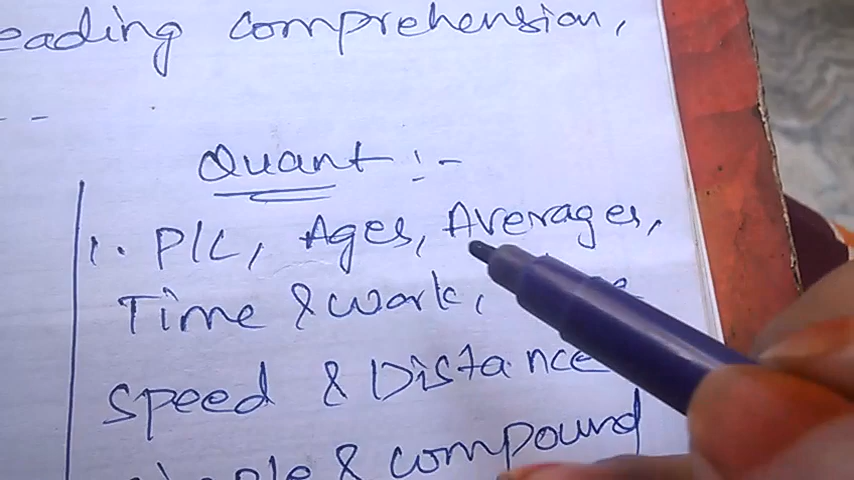 eading comprehension,
--
Quant :-
1. P/L, Ages, Averages,
Time & work,
Speed & Distance
& compound